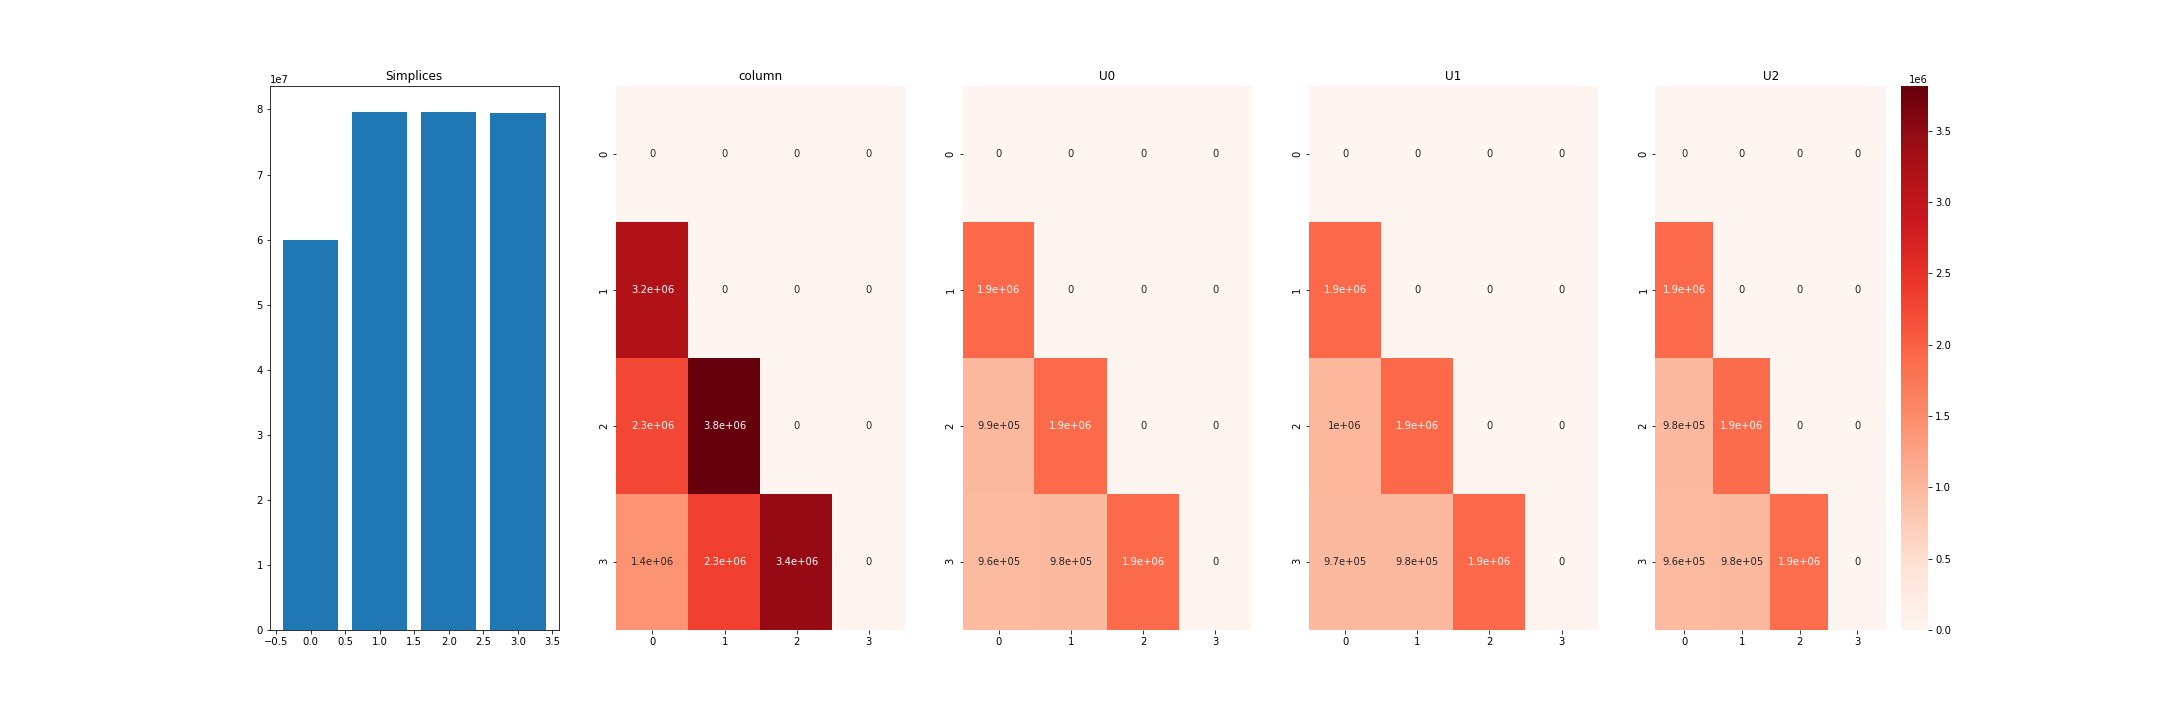 Simplices column U0 U1 U2
1e7 1e6
8
7
6
5
4
3
2
1
0
−0.5 0.0 0.5 1.0 1.5 2.0 2.5 3.0 3.5
0 0 0 0 0
1 3.2e+06 0 0 0
2 2.3e+06 3.8e+06 0 0
3 1.4e+06 2.3e+06 3.4e+06 0
0 1 2 3
0 0 0 0 0
1 1.9e+06 0 0 0
2 9.9e+05 1.9e+06 0 0
3 9.6e+05 9.8e+05 1.9e+06 0
0 1 2 3
0 0 0 0 0
1 1.9e+06 0 0 0
2 1e+06 1.9e+06 0 0
3 9.7e+05 9.8e+05 1.9e+06 0
0 1 2 3
0 0 0 0 0
1 1.9e+06 0 0 0
2 9.8e+05 1.9e+06 0 0
3 9.6e+05 9.8e+05 1.9e+06 0
0 1 2 3
3.5
3.0
2.5
2.0
1.5
1.0
0.5
0.0